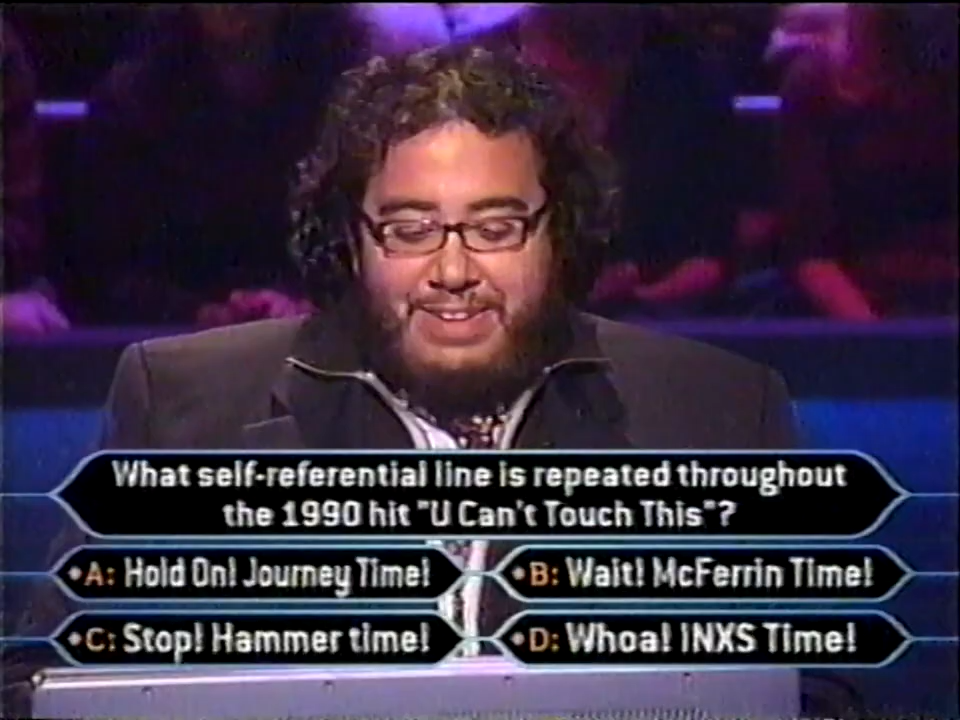 What self-referential line is repeated throughout
the 1990 hit "U Can't Touch This"?
A: Hold On! Journey Time!
B: Wait! McFerrin Time!
C: Stop! Hammer time!
D: Whoa! INXS Time!